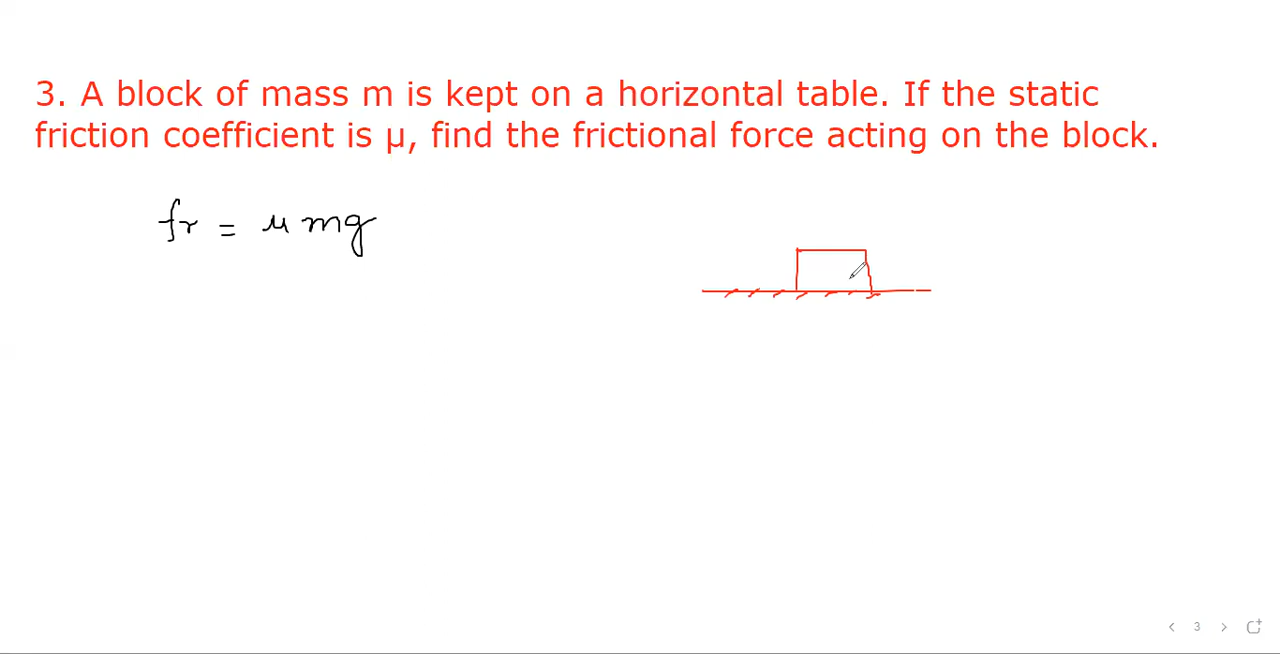 3. A block of mass m is kept on a horizontal table. If the static
friction coefficient is μ, find the frictional force acting on the block.
fr = μ mg
< 3 >